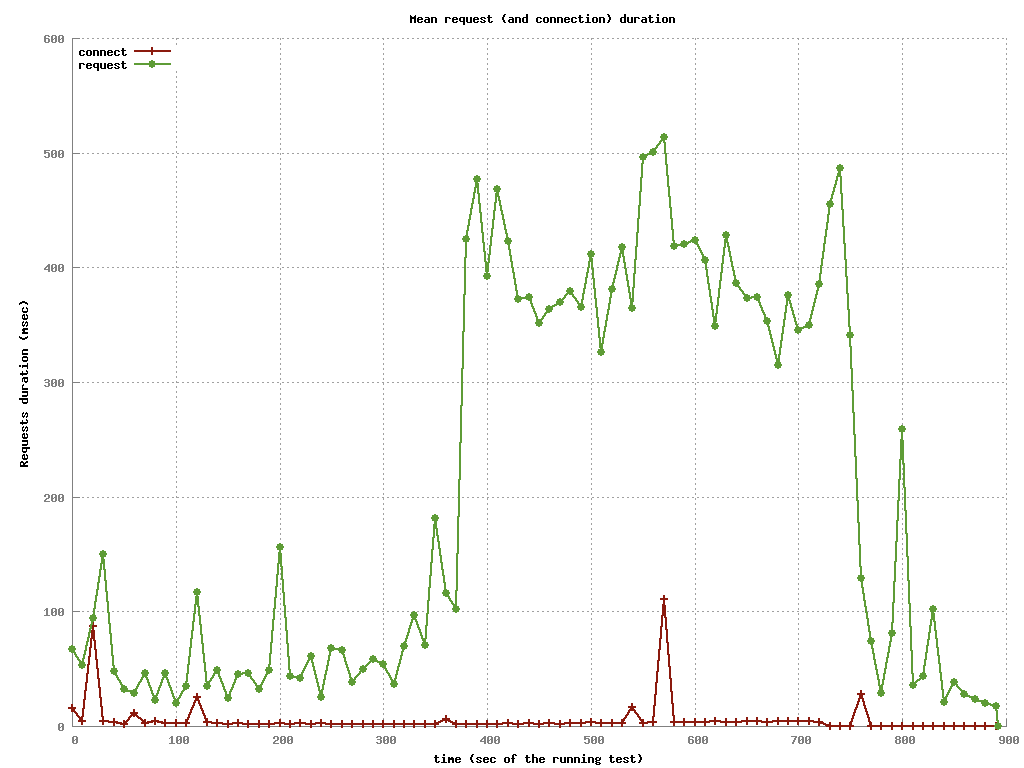 Mean request (and connection) duration
600
connect
request
500
400
300
200
100
0
Requests duration (msec)
0 100 200 300 400 500 600 700 800 900
time (sec of the running test)